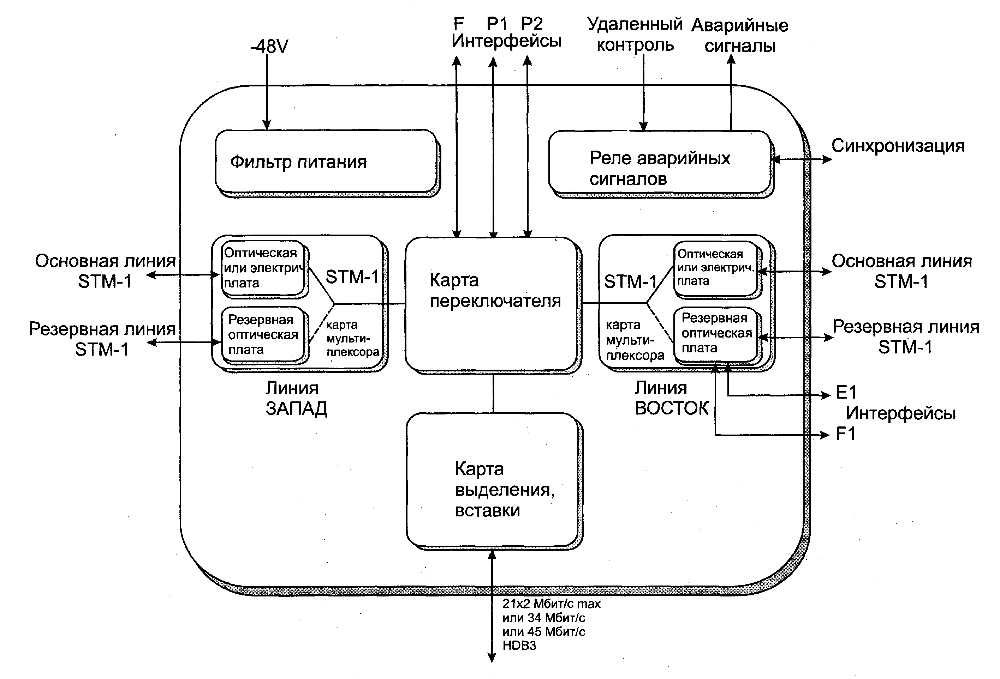 F P1 P2
Интерфейсы
Удаленный
контроль
Аварийные
сигналы
-48V
Фильтр питания
Реле аварийных
сигналов
Синхронизация
Основная линия
STM-1
Оптическая
или электрич.
плата
STM-1
Резервная линия
STM-1
Резервная
оптическая
плата
карта
мульти-
плексора
Линия
ЗАПАД
Карта
переключателя
STM-1
Оптическая
или электрич.
плата
Основная линия
STM-1
карта
мульти-
плексора
Резервная
оптическая
плата
Резервная линия
STM-1
Линия
ВОСТОК
E1
Интерфейсы
F1
Карта
выделения,
вставки
21x2 Мбит/с max
или 34 Мбит/с
или 45 Мбит/с
HDB3